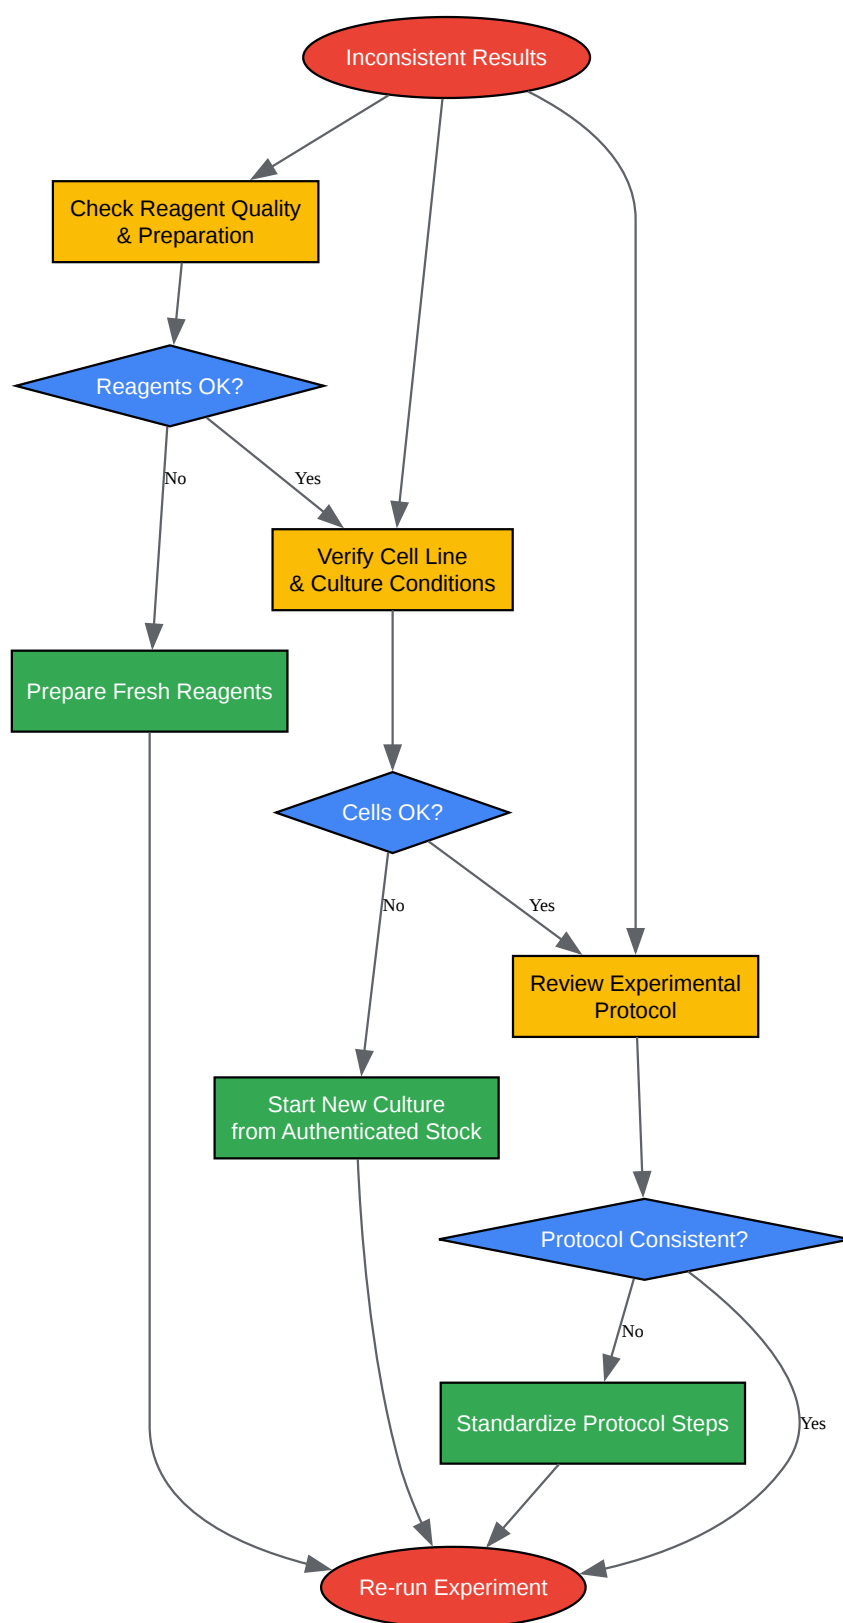 Inconsistent Results
Check Reagent Quality
& Preparation
Reagents OK?
No
Yes
Verify Cell Line
& Culture Conditions
Prepare Fresh Reagents
Cells OK?
No
Yes
Review Experimental
Protocol
Start New Culture
from Authenticated Stock
Protocol Consistent?
No
Standardize Protocol Steps
Yes
Re-run Experiment